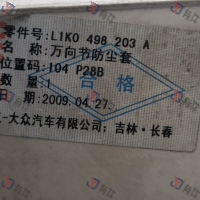 零件号: L1K0 498 203 A
名称: 万向节防尘套
位置码: 104 P28B
数量: 1
日期: 2009.04.27.
一大众汽车有限公司; 吉林·长春
合格